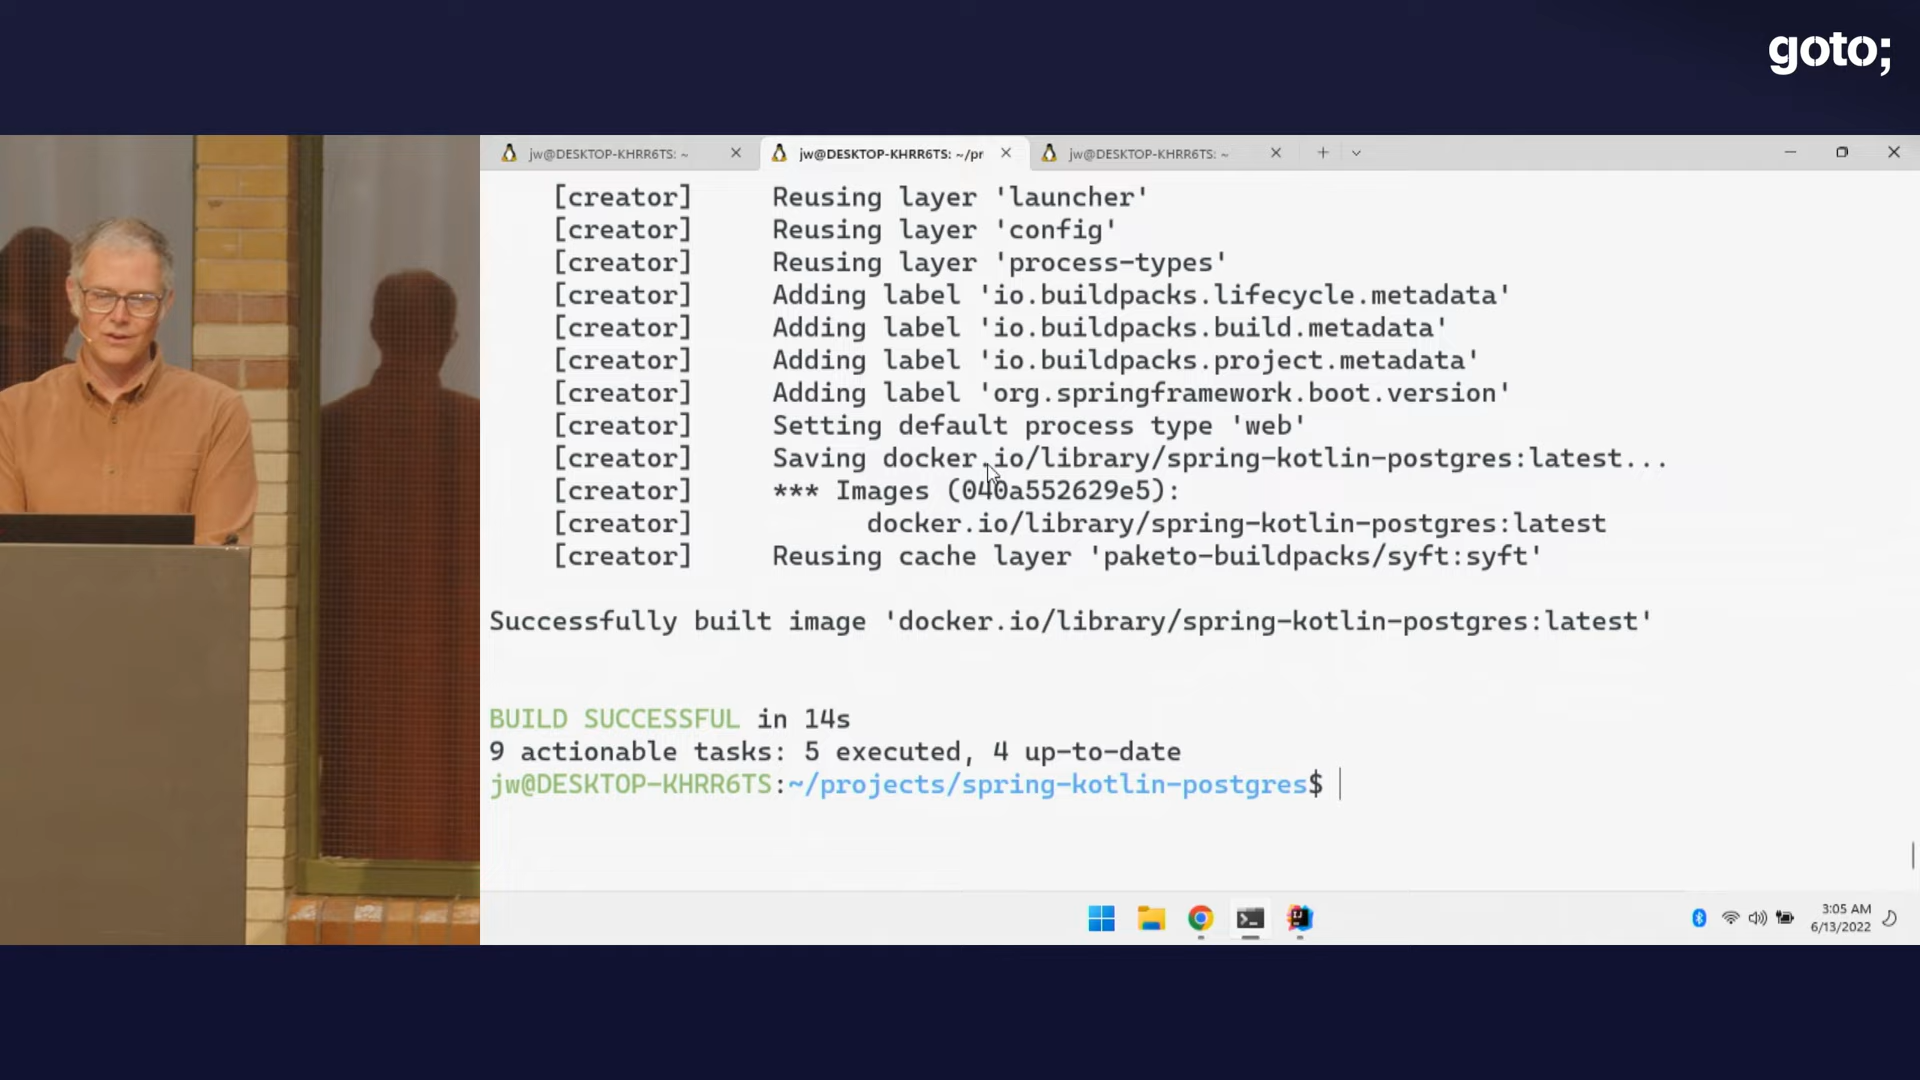 goto;
jw@DESKTOP-KHRR6TS: ~
jw@DESKTOP-KHRR6TS: ~/pr
jw@DESKTOP-KHRR6TS: ~
[creator]     Reusing layer 'launcher'
[creator]     Reusing layer 'config'
[creator]     Reusing layer 'process-types'
[creator]     Adding label 'io.buildpacks.lifecycle.metadata'
[creator]     Adding label 'io.buildpacks.build.metadata'
[creator]     Adding label 'io.buildpacks.project.metadata'
[creator]     Adding label 'org.springframework.boot.version'
[creator]     Setting default process type 'web'
[creator]     Saving docker.io/library/spring-kotlin-postgres:latest...
[creator]     *** Images (040a552629e5):
[creator]           docker.io/library/spring-kotlin-postgres:latest
[creator]     Reusing cache layer 'paketo-buildpacks/syft:syft'
Successfully built image 'docker.io/library/spring-kotlin-postgres:latest'
BUILD SUCCESSFUL in 14s
9 actionable tasks: 5 executed, 4 up-to-date
jw@DESKTOP-KHRR6TS:~/projects/spring-kotlin-postgres$
3:05 AM
6/13/2022